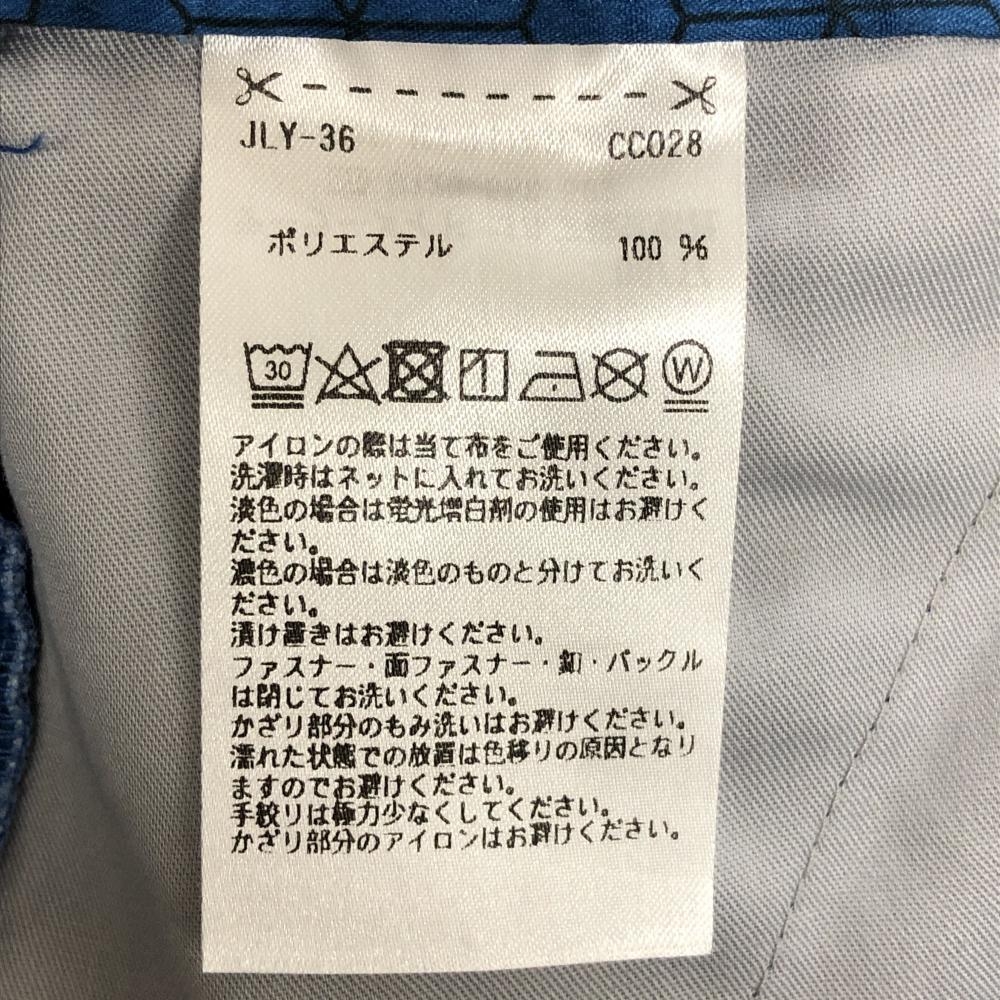 JLY-36 CC028
ポリエステル 100 %
30 W
アイロンの際は当て布をご使用ください。
洗濯時はネットに入れてお洗いください。
淡色の場合は蛍光増白剤の使用はお避けく
ださい。
濃色の場合は淡色のものと分けてお洗いく
ださい。
漬け置きはお避けください。
ファスナー・面ファスナー・釦・バックル
は閉じてお洗いください。
かざり部分のもみ洗いはお避けください。
濡れた状態での放置は色移りの原因となり
ますのでお避けください。
手絞りは極力少なくしてください。
かざり部分のアイロンはお避けください。